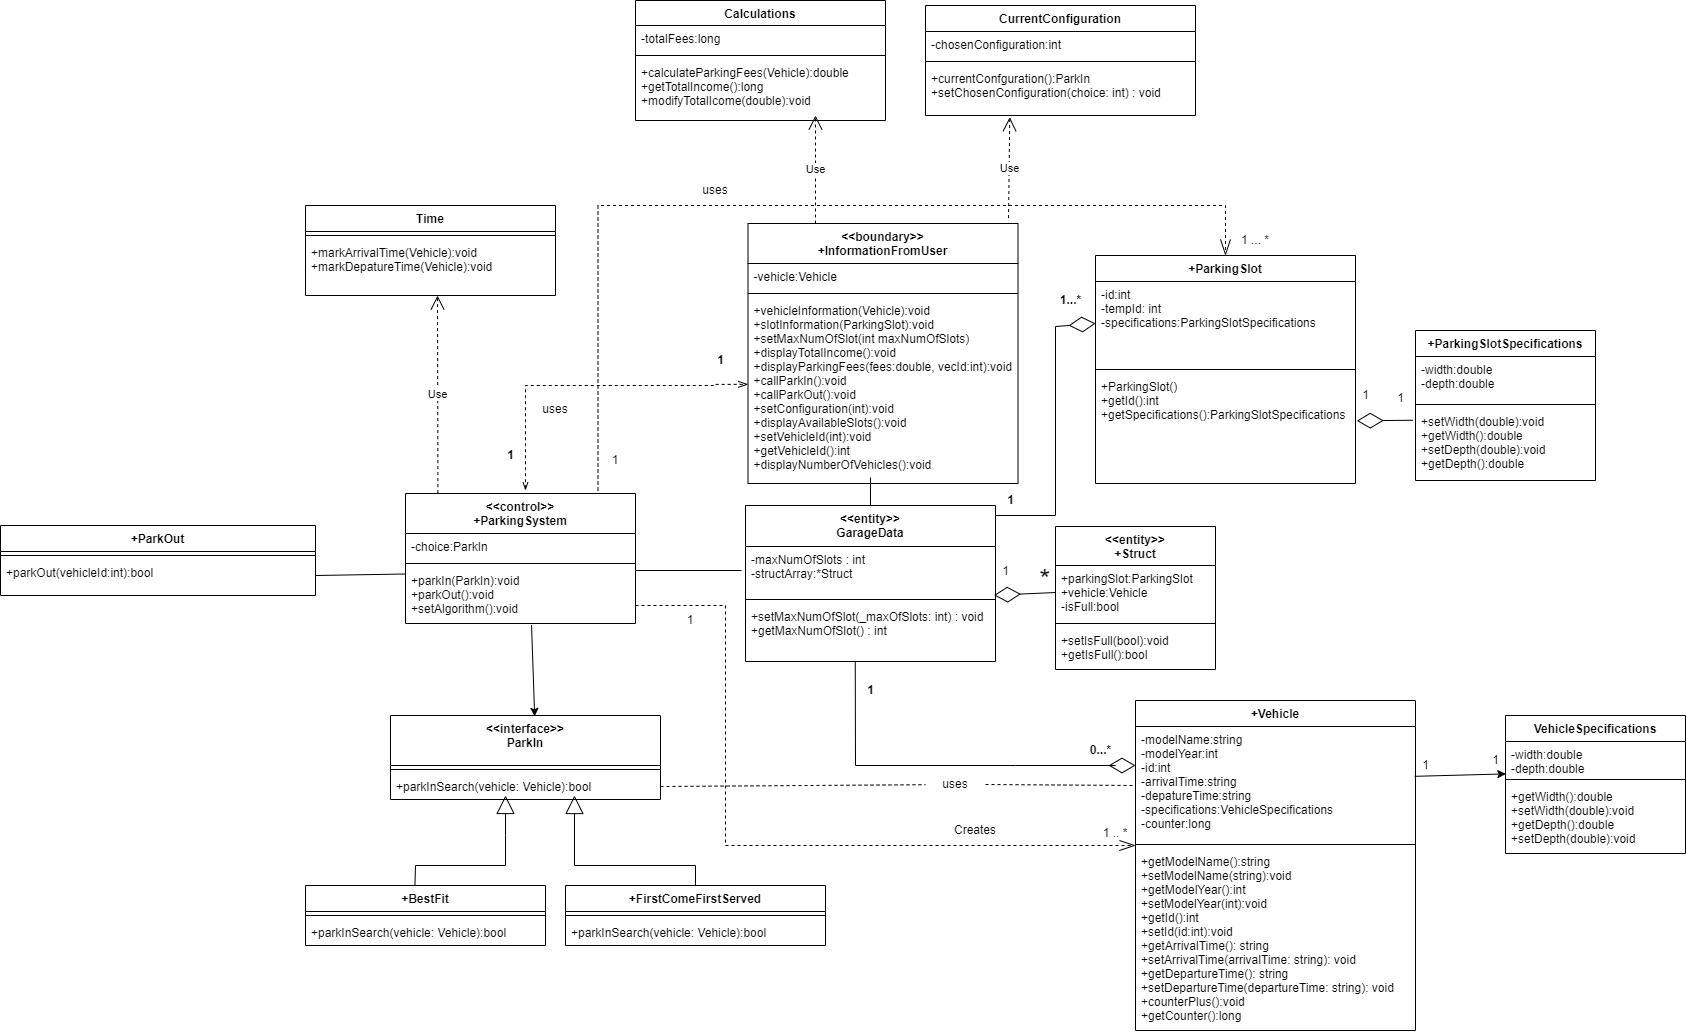 Calculations
-totalFees:long
+calculateParkingFees(Vehicle):double
+getTotalIncome():long
+modifyTotalIcome(double):void
CurrentConfiguration
-chosenConfiguration:int
+currentConfguration():ParkIn
+setChosenConfiguration(choice: int) : void
Use
Use
uses
Time
+markArrivalTime(Vehicle):void
+markDepatureTime(Vehicle):void
Use
<<boundary>>
+InformationFromUser
-vehicle:Vehicle
+vehicleInformation(Vehicle):void
+slotInformation(ParkingSlot):void
+setMaxNumOfSlot(int maxNumOfSlots)
+displayTotalIncome():void
+displayParkingFees(fees:double, vecId:int):void
+callParkIn():void
+callParkOut():void
+setConfiguration(int):void
+displayAvailableSlots():void
+setVehicleId(int):void
+getVehicleId():int
+displayNumberOfVehicles():void
1 ... *
+ParkingSlot
-id:int
-tempId: int
-specifications:ParkingSlotSpecifications
+ParkingSlot()
+getId():int
+getSpecifications():ParkingSlotSpecifications
1...*
1
1
1
+ParkingSlotSpecifications
-width:double
-depth:double
+setWidth(double):void
+getWidth():double
+setDepth(double):void
+getDepth():double
1
uses
1
1
<<control>>
+ParkingSystem
-choice:ParkIn
+parkIn(ParkIn):void
+parkOut():void
+setAlgorithm():void
+ParkOut
+parkOut(vehicleId:int):bool
<<entity>>
GarageData
-maxNumOfSlots : int
-structArray:*Struct
+setMaxNumOfSlot(_maxOfSlots: int) : void
+getMaxNumOfSlot() : int
1
*
<<entity>>
+Struct
+parkingSlot:ParkingSlot
+vehicle:Vehicle
-isFull:bool
+setIsFull(bool):void
+getIsFull():bool
1
1
0...*
<<interface>>
ParkIn
+parkInSearch(vehicle: Vehicle):bool
uses
Creates
1 .. *
+Vehicle
-modelName:string
-modelYear:int
-id:int
-arrivalTime:string
-depatureTime:string
-specifications:VehicleSpecifications
-counter:long
+getModelName():string
+setModelName(string):void
+getModelYear():int
+setModelYear(int):void
+getId():int
+setId(id:int):void
+getArrivalTime(): string
+setArrivalTime(arrivalTime: string): void
+getDepartureTime(): string
+setDepartureTime(departureTime: string): void
+counterPlus():void
+getCounter():long
1
1
VehicleSpecifications
-width:double
-depth:double
+getWidth():double
+setWidth(double):void
+getDepth():double
+setDepth(double):void
+BestFit
+parkInSearch(vehicle: Vehicle):bool
+FirstComeFirstServed
+parkInSearch(vehicle: Vehicle):bool